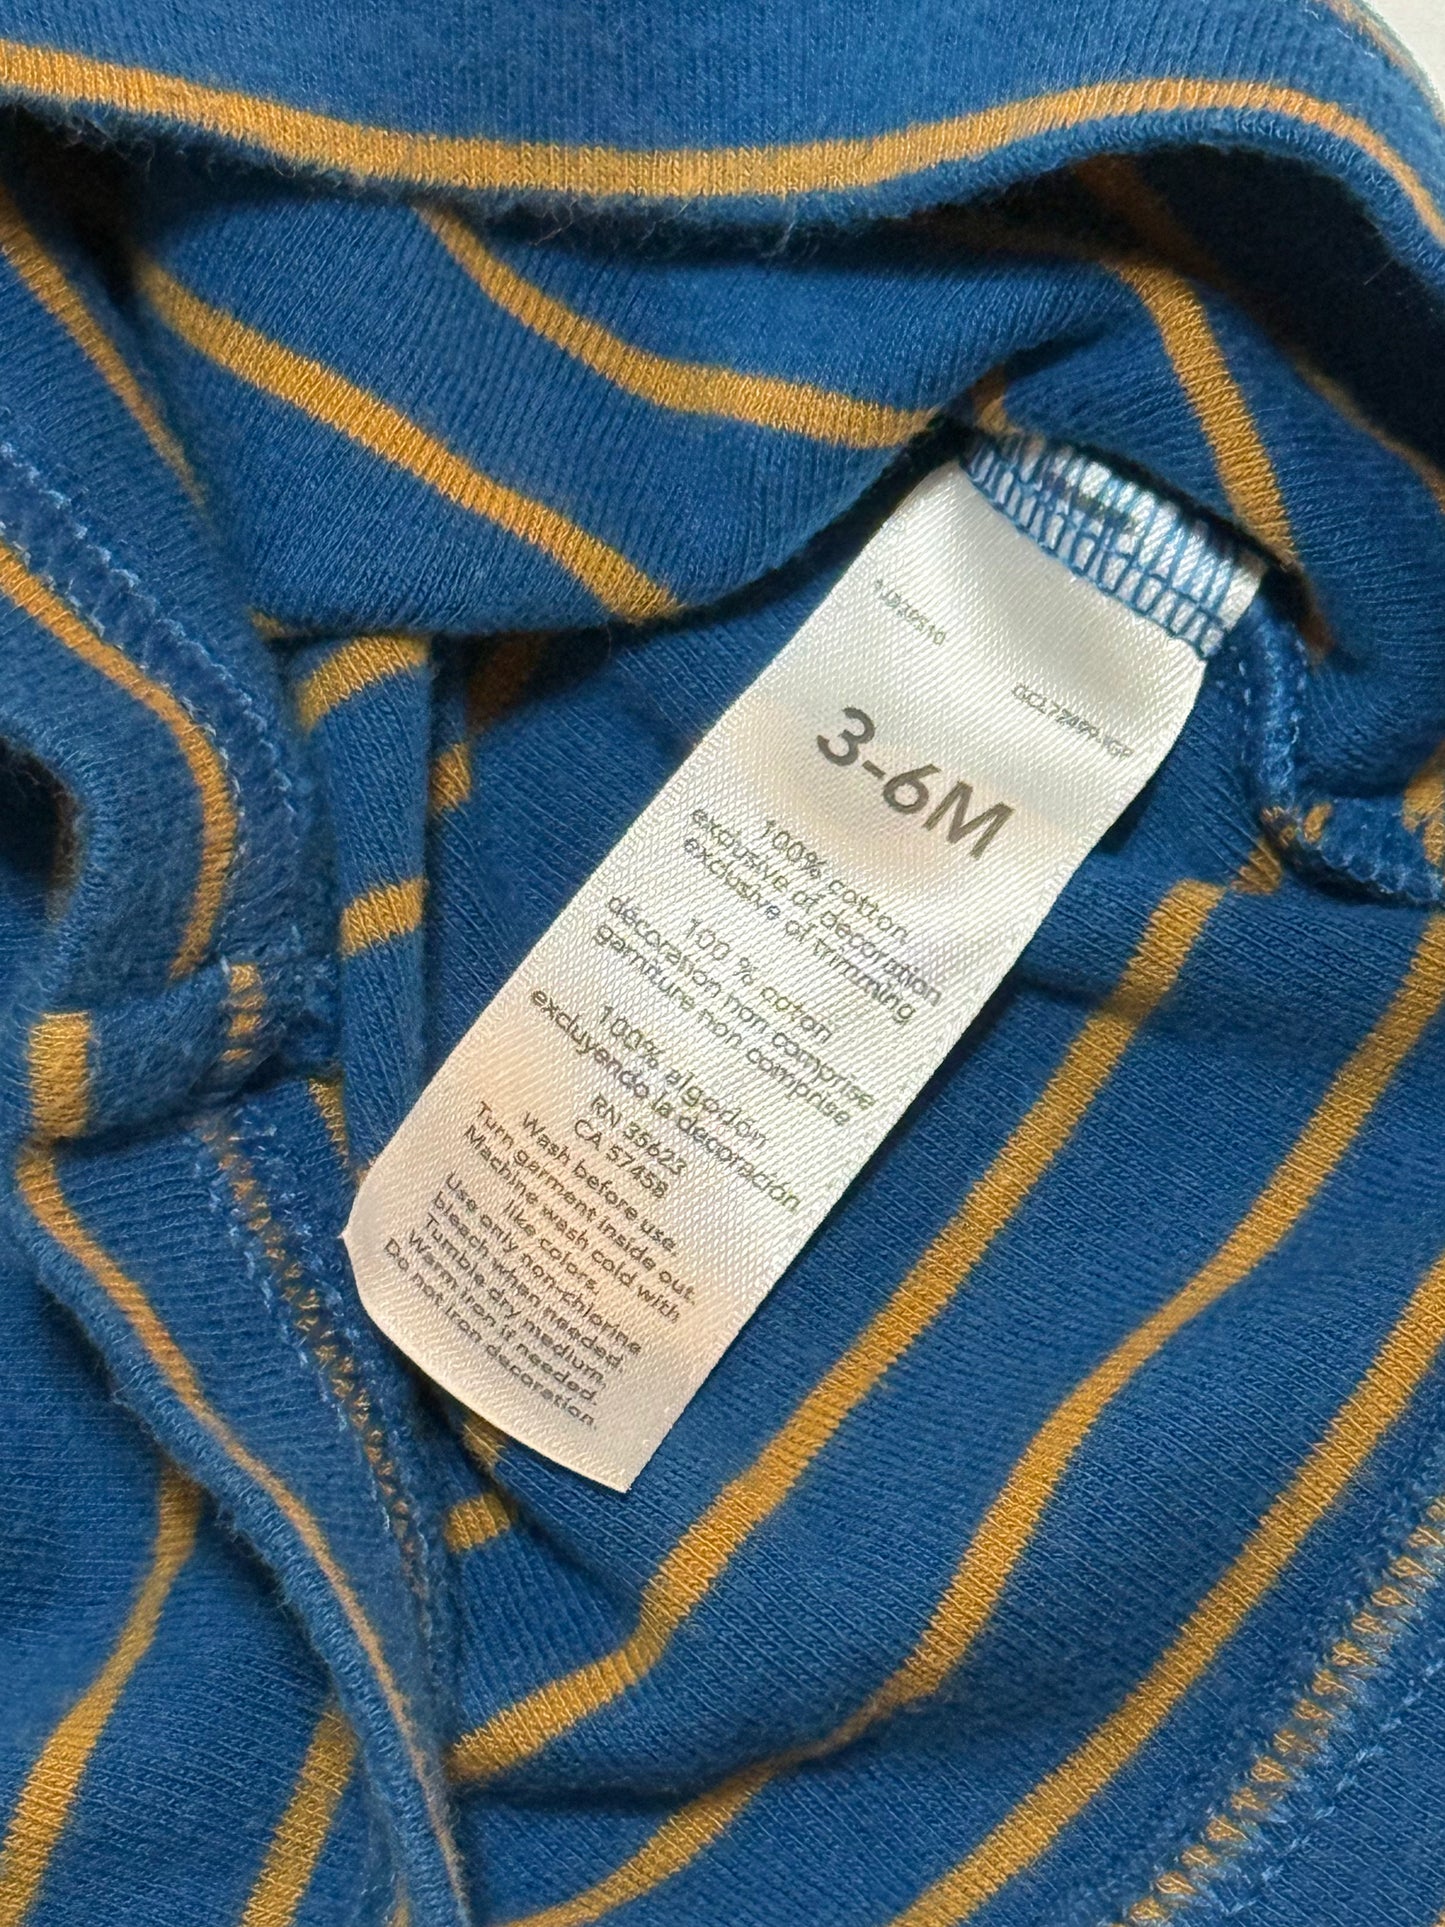 3-6M
100% cotton
exclusive of decoration
exclusive of trimming
100 % coton
décoration non comprise
garniture non comprise
100% algodón
excluyendo la decoración
RN 35623
CA 57458
Wash before use.
Turn garment inside out.
Machine wash cold with
like colors.
Use only non-chlorine
bleach when needed.
Tumble dry, medium.
Warm iron if needed.
Do not iron decoration.